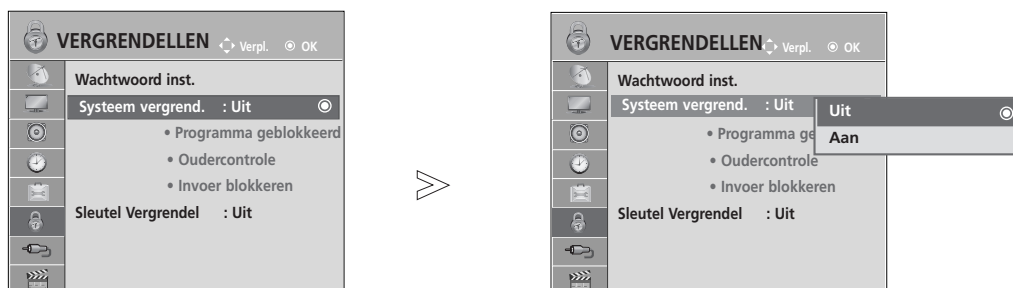 VERGRENDELLEN Verpl. OK
Wachtwoord inst.
Systeem vergrend. : Uit
• Programma geblokkeerd
• Oudercontrole
• Invoer blokkeren
Sleutel Vergrendel : Uit
VERGRENDELLEN Verpl. OK
Wachtwoord inst.
Systeem vergrend. : Uit
• Programma ge
• Oudercontrole
• Invoer blokkeren
Sleutel Vergrendel : Uit
Uit
Aan